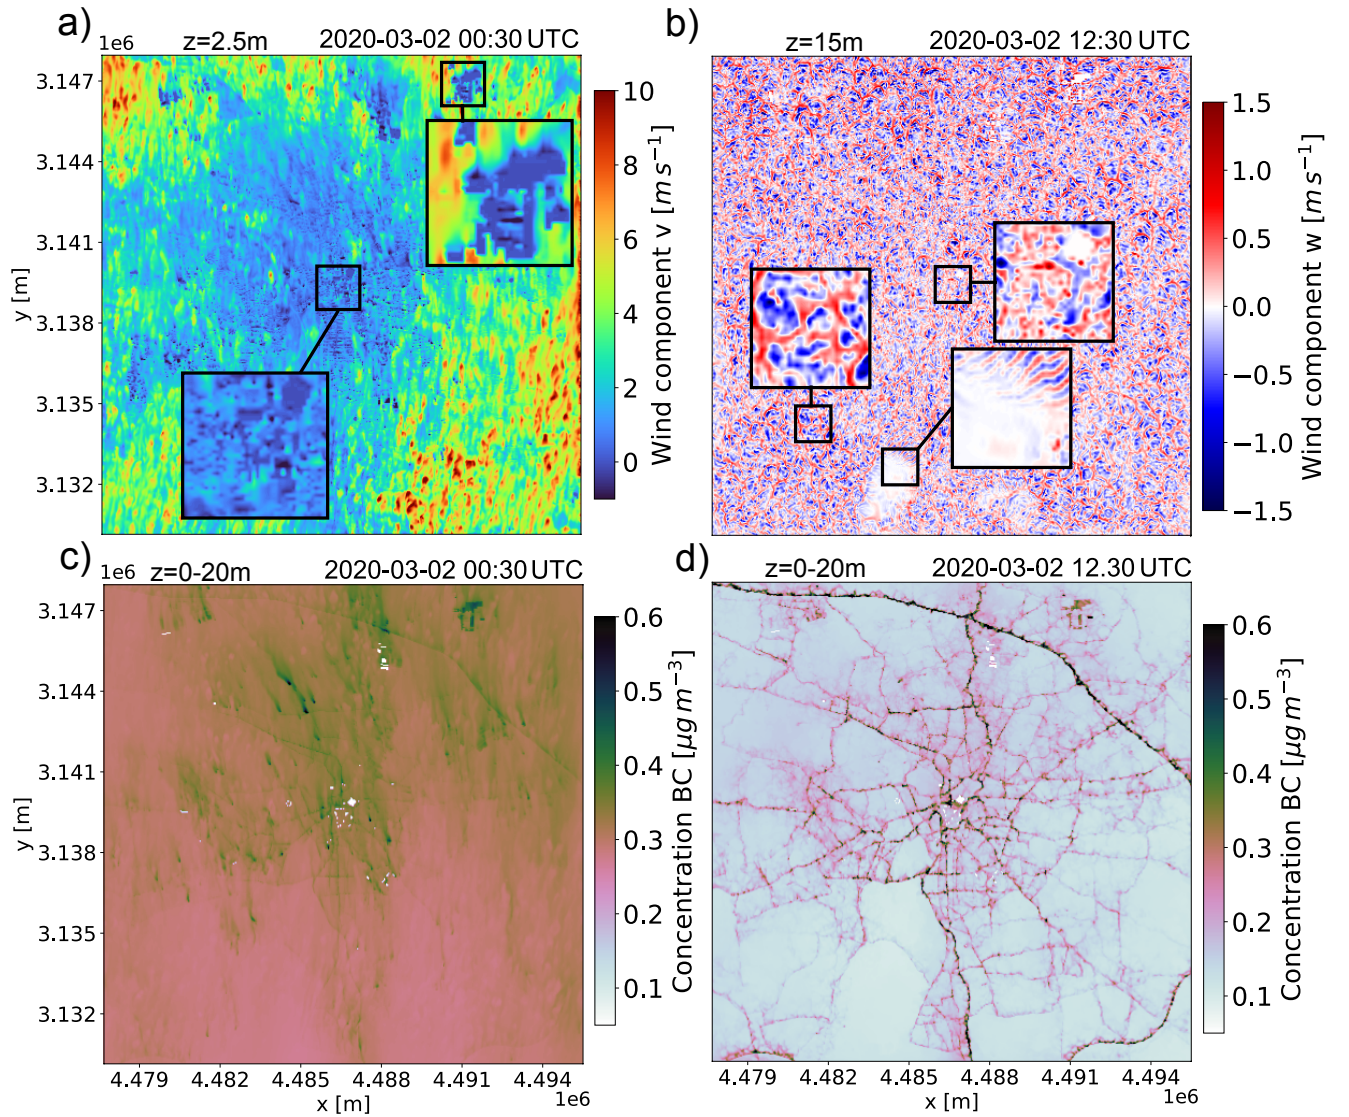 a)
1e6
z=2.5m
2020-03-02 00:30 UTC
3.147
3.144
3.141
3.138
3.135
3.132
y [m]
10
8
6
4
2
0
Wind component v [ms⁻¹]
b)
z=15m
2020-03-02 12:30 UTC
1.5
1.0
0.5
0.0
−0.5
−1.0
−1.5
Wind component w [ms⁻¹]
c)
1e6
z=0-20m
2020-03-02 00:30 UTC
3.147
3.144
3.141
3.138
3.135
3.132
y [m]
4.479
4.482
4.485
4.488
4.491
4.494
x [m]
1e6
0.6
0.5
0.4
0.3
0.2
0.1
Concentration BC [μgm⁻³]
d)
z=0-20m
2020-03-02 12.30 UTC
4.479
4.482
4.485
4.488
4.491
4.494
x [m]
1e6
0.6
0.5
0.4
0.3
0.2
0.1
Concentration BC [μgm⁻³]